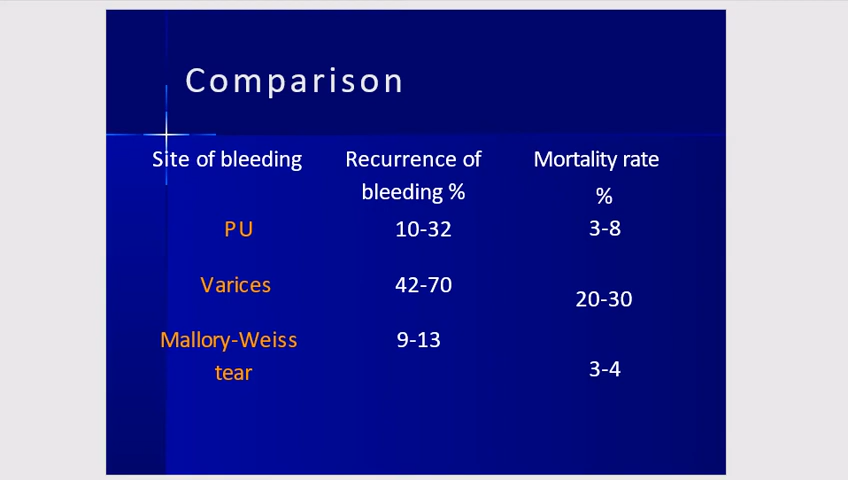 Comparison
Site of bleeding Recurrence of Mortality rate
bleeding % %
PU 10-32 3-8
Varices 42-70 20-30
Mallory-Weiss 9-13
tear 3-4